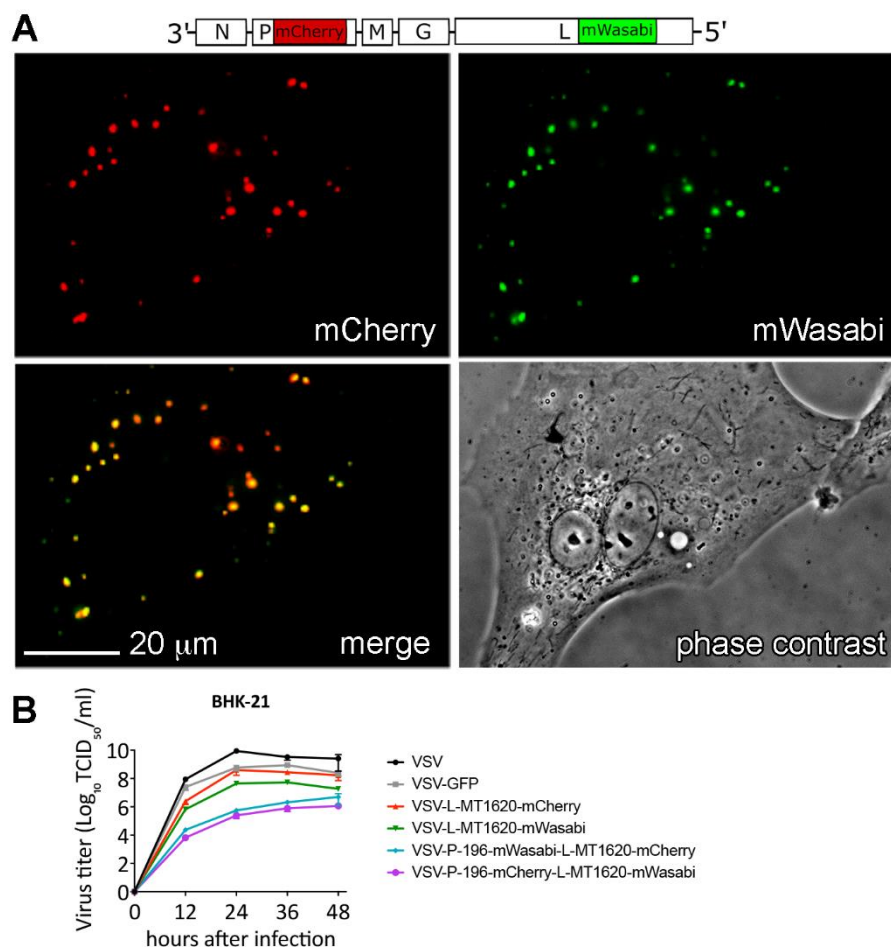 A
3' N P mCherry M G L mWasabi 5'
mCherry
mWasabi
20 μm
merge
phase contrast
B
BHK-21
Virus titer (Log10 TCID50/ml)
10
8
6
4
2
0
0 12 24 36 48
hours after infection
VSV
VSV-GFP
VSV-L-MT1620-mCherry
VSV-L-MT1620-mWasabi
VSV-P-196-mWasabi-L-MT1620-mCherry
VSV-P-196-mCherry-L-MT1620-mWasabi